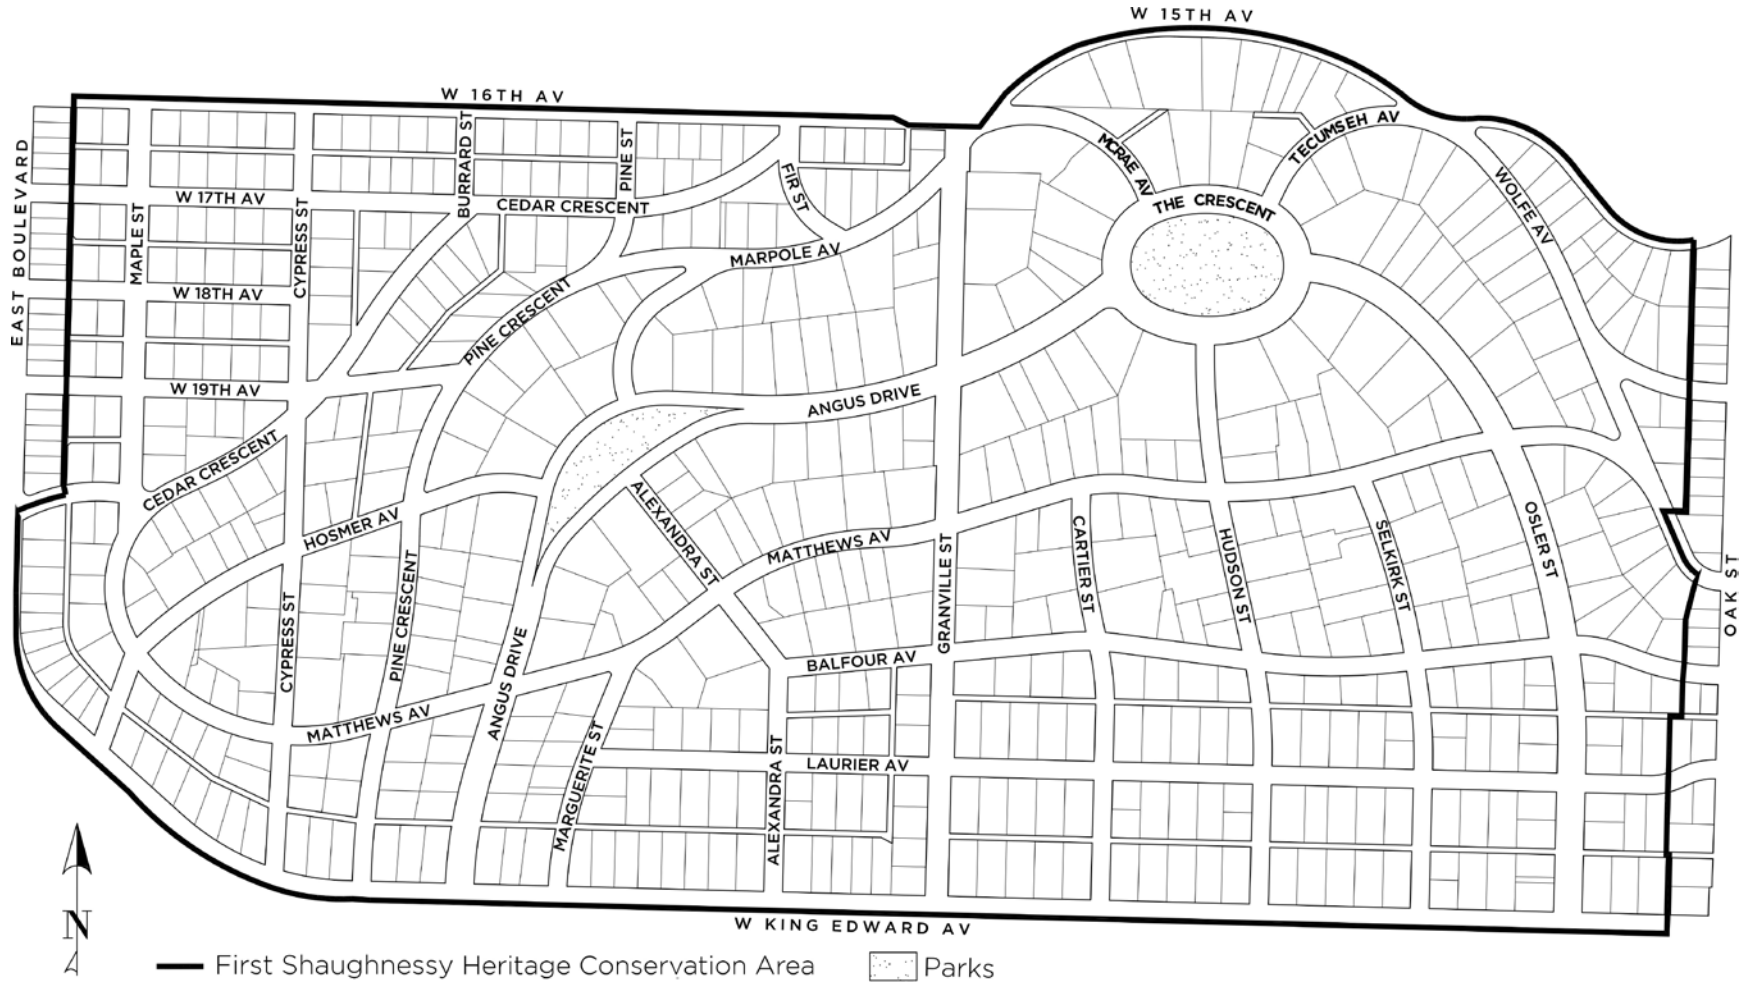 W 15TH AV
W 16TH AV
EAST BOULEVARD
MAPLE ST
W 17TH AV
CYPRESS ST
BURRARD ST
PINE ST
CEDAR CRESCENT
FIR ST
MARPOLE AV
MCRAE AV
TECUMSEH AV
THE CRESCENT
WOLFE AV
W 18TH AV
PINE CRESCENT
W 19TH AV
ANGUS DRIVE
CEDAR CRESCENT
HOSMER AV
ALEXANDRA ST
MATTHEWS AV
GRANVILLE ST
CARTIER ST
HUDSON ST
SELKIRK ST
OSLER ST
OAK ST
CYPRESS ST
PINE CRESCENT
ANGUS DRIVE
BALFOUR AV
MATTHEWS AV
MARGUERITE ST
ALEXANDRA ST
LAURIER AV
W KING EDWARD AV
N
First Shaughnessy Heritage Conservation Area
Parks